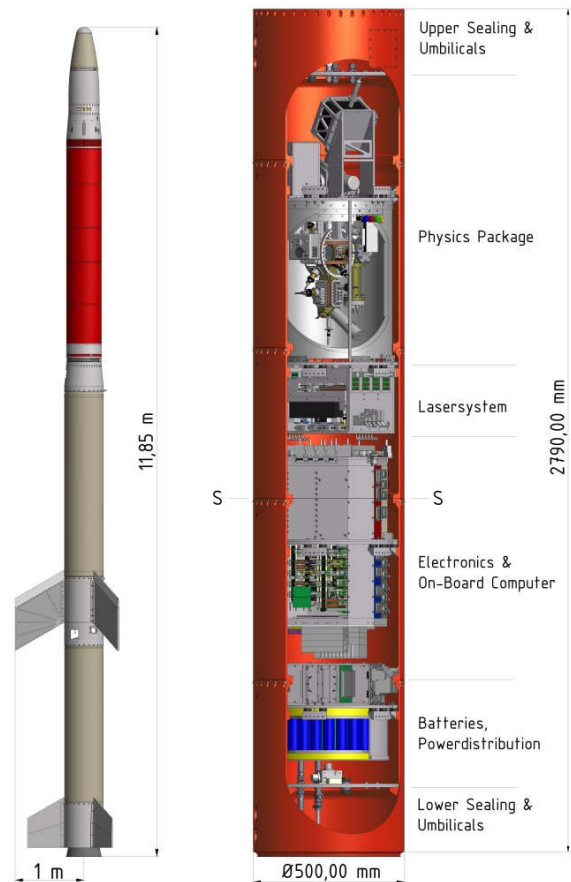 11,85 m
1 m
Upper Sealing &
Umbilicals
Physics Package
Lasersystem
S
S
Electronics &
On-Board Computer
Batteries,
Powerdistribution
Lower Sealing &
Umbilicals
2790,00 mm
Ø500,00 mm